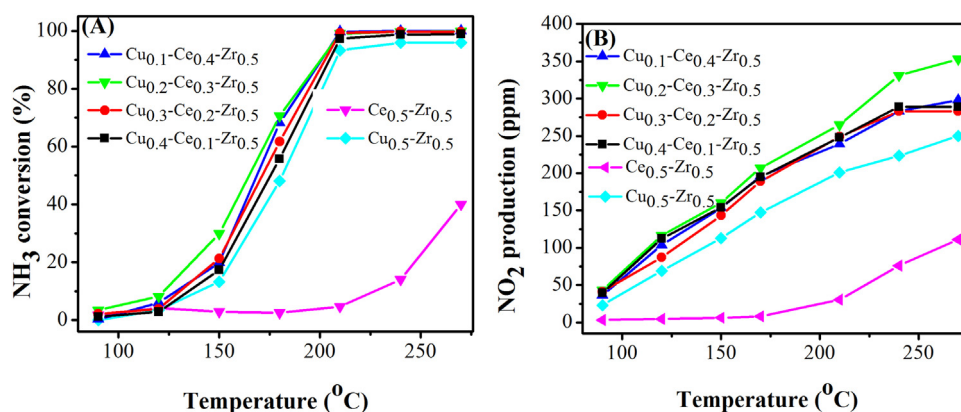 (A)
NH₃ conversion (%)
100
80
60
40
20
0
Cu₀.₁-Ce₀.₄-Zr₀.₅
Cu₀.₂-Ce₀.₃-Zr₀.₅
Cu₀.₃-Ce₀.₂-Zr₀.₅
Cu₀.₄-Ce₀.₁-Zr₀.₅
Ce₀.₅-Zr₀.₅
Cu₀.₅-Zr₀.₅
100 150 200 250
Temperature (°C)
(B)
NO₂ production (ppm)
400
350
300
250
200
150
100
50
0
Cu₀.₁-Ce₀.₄-Zr₀.₅
Cu₀.₂-Ce₀.₃-Zr₀.₅
Cu₀.₃-Ce₀.₂-Zr₀.₅
Cu₀.₄-Ce₀.₁-Zr₀.₅
Ce₀.₅-Zr₀.₅
Cu₀.₅-Zr₀.₅
100 150 200 250
Temperature (°C)